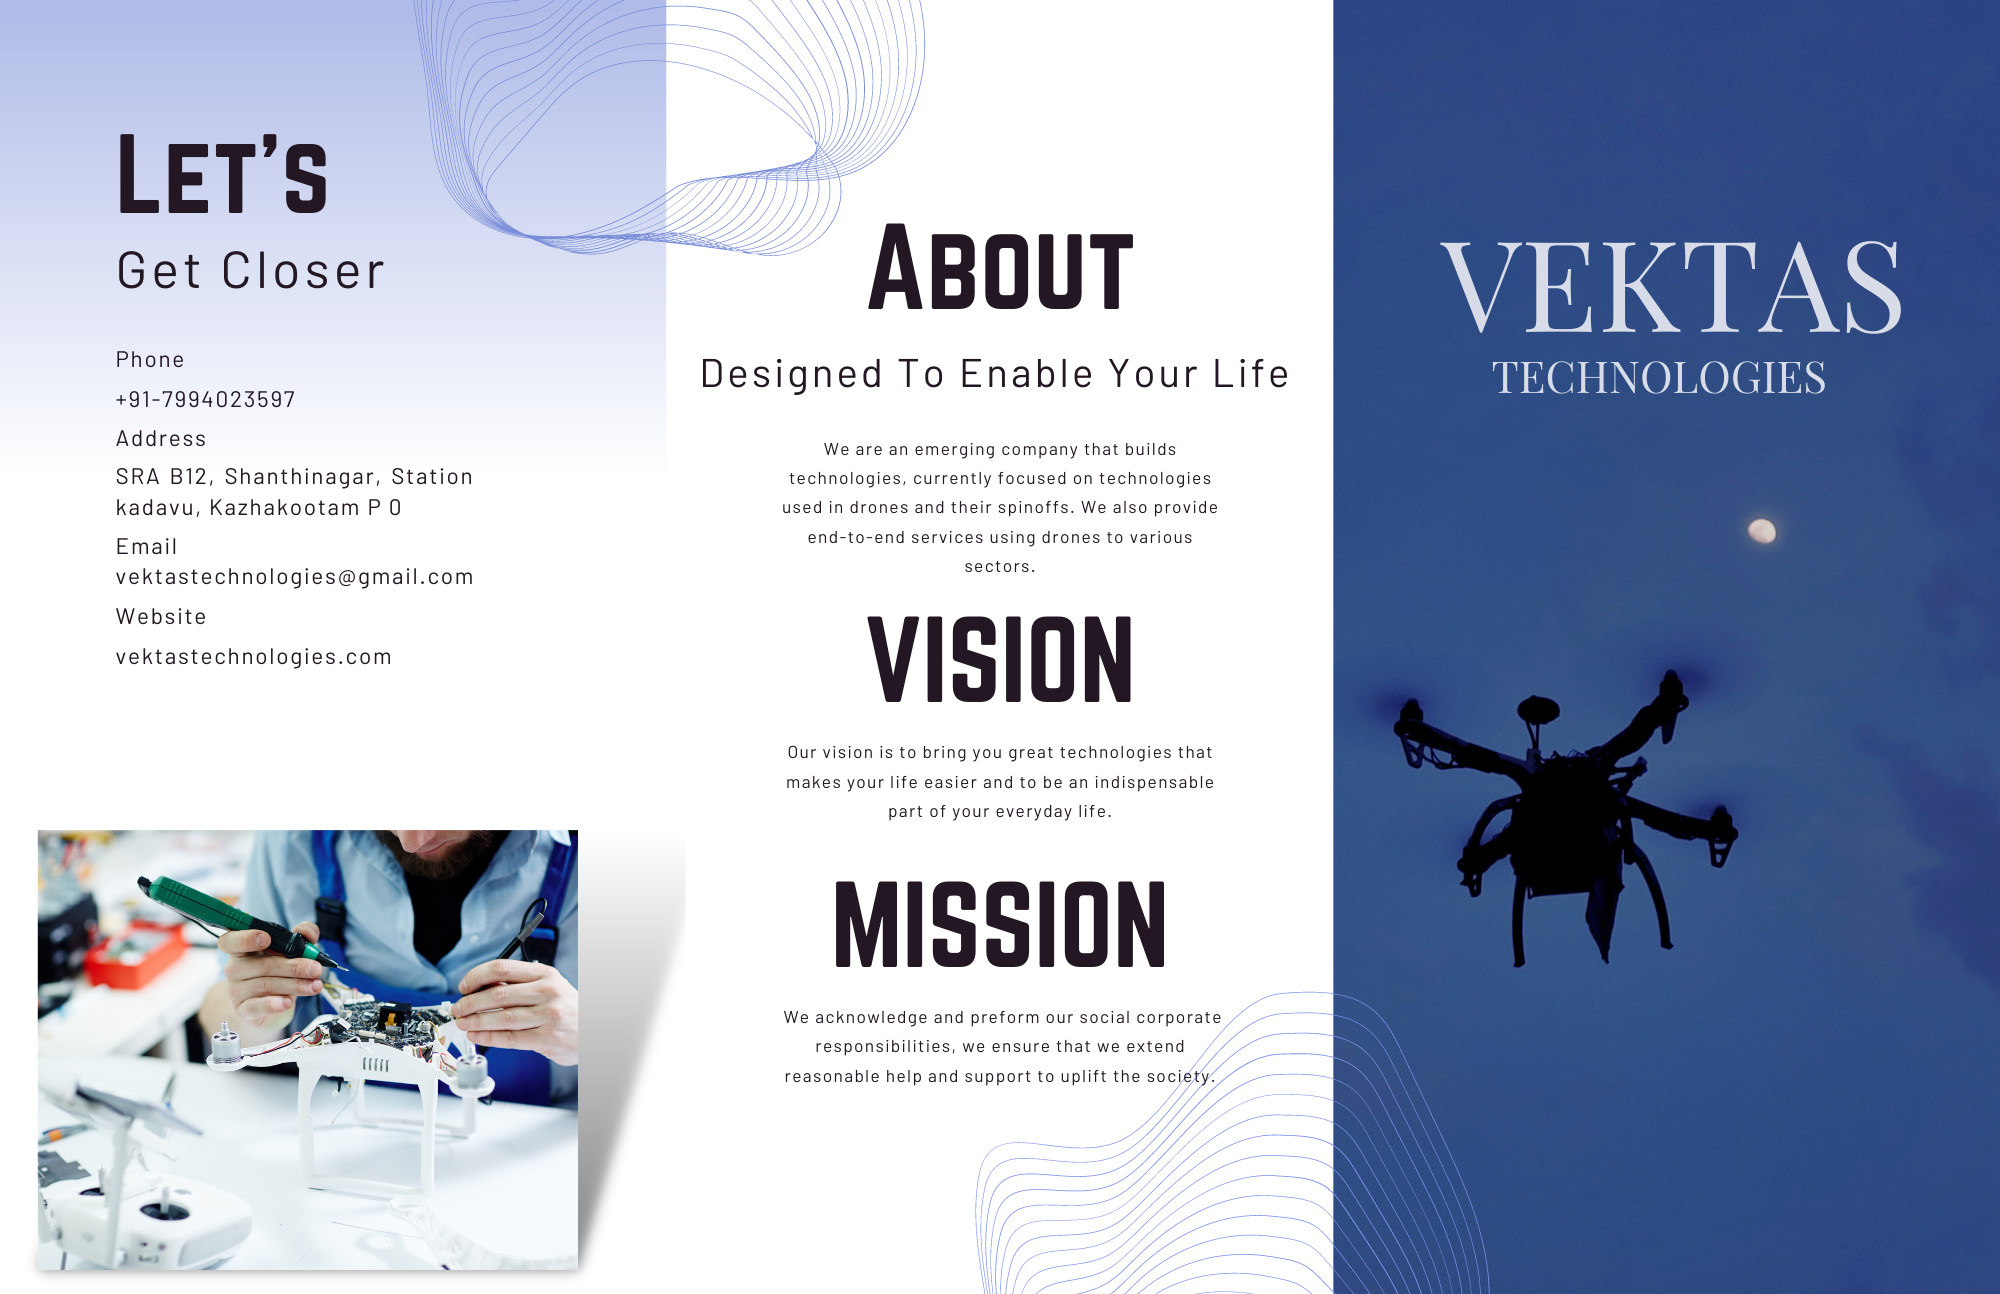 LET'S
Get Closer
Phone
+91-7994023597
Address
SRA B12, Shanthinagar, Station
kadavu, Kazhakootam P O
Email
vektastechnologies@gmail.com
Website
vektastechnologies.com
ABOUT
Designed To Enable Your Life
We are an emerging company that builds
technologies, currently focused on technologies
used in drones and their spinoffs. We also provide
end-to-end services using drones to various
sectors.
VISION
Our vision is to bring you great technologies that
makes your life easier and to be an indispensable
part of your everyday life.
MISSION
We acknowledge and preform our social corporate
responsibilities, we ensure that we extend
reasonable help and support to uplift the society.
VEKTAS
TECHNOLOGIES